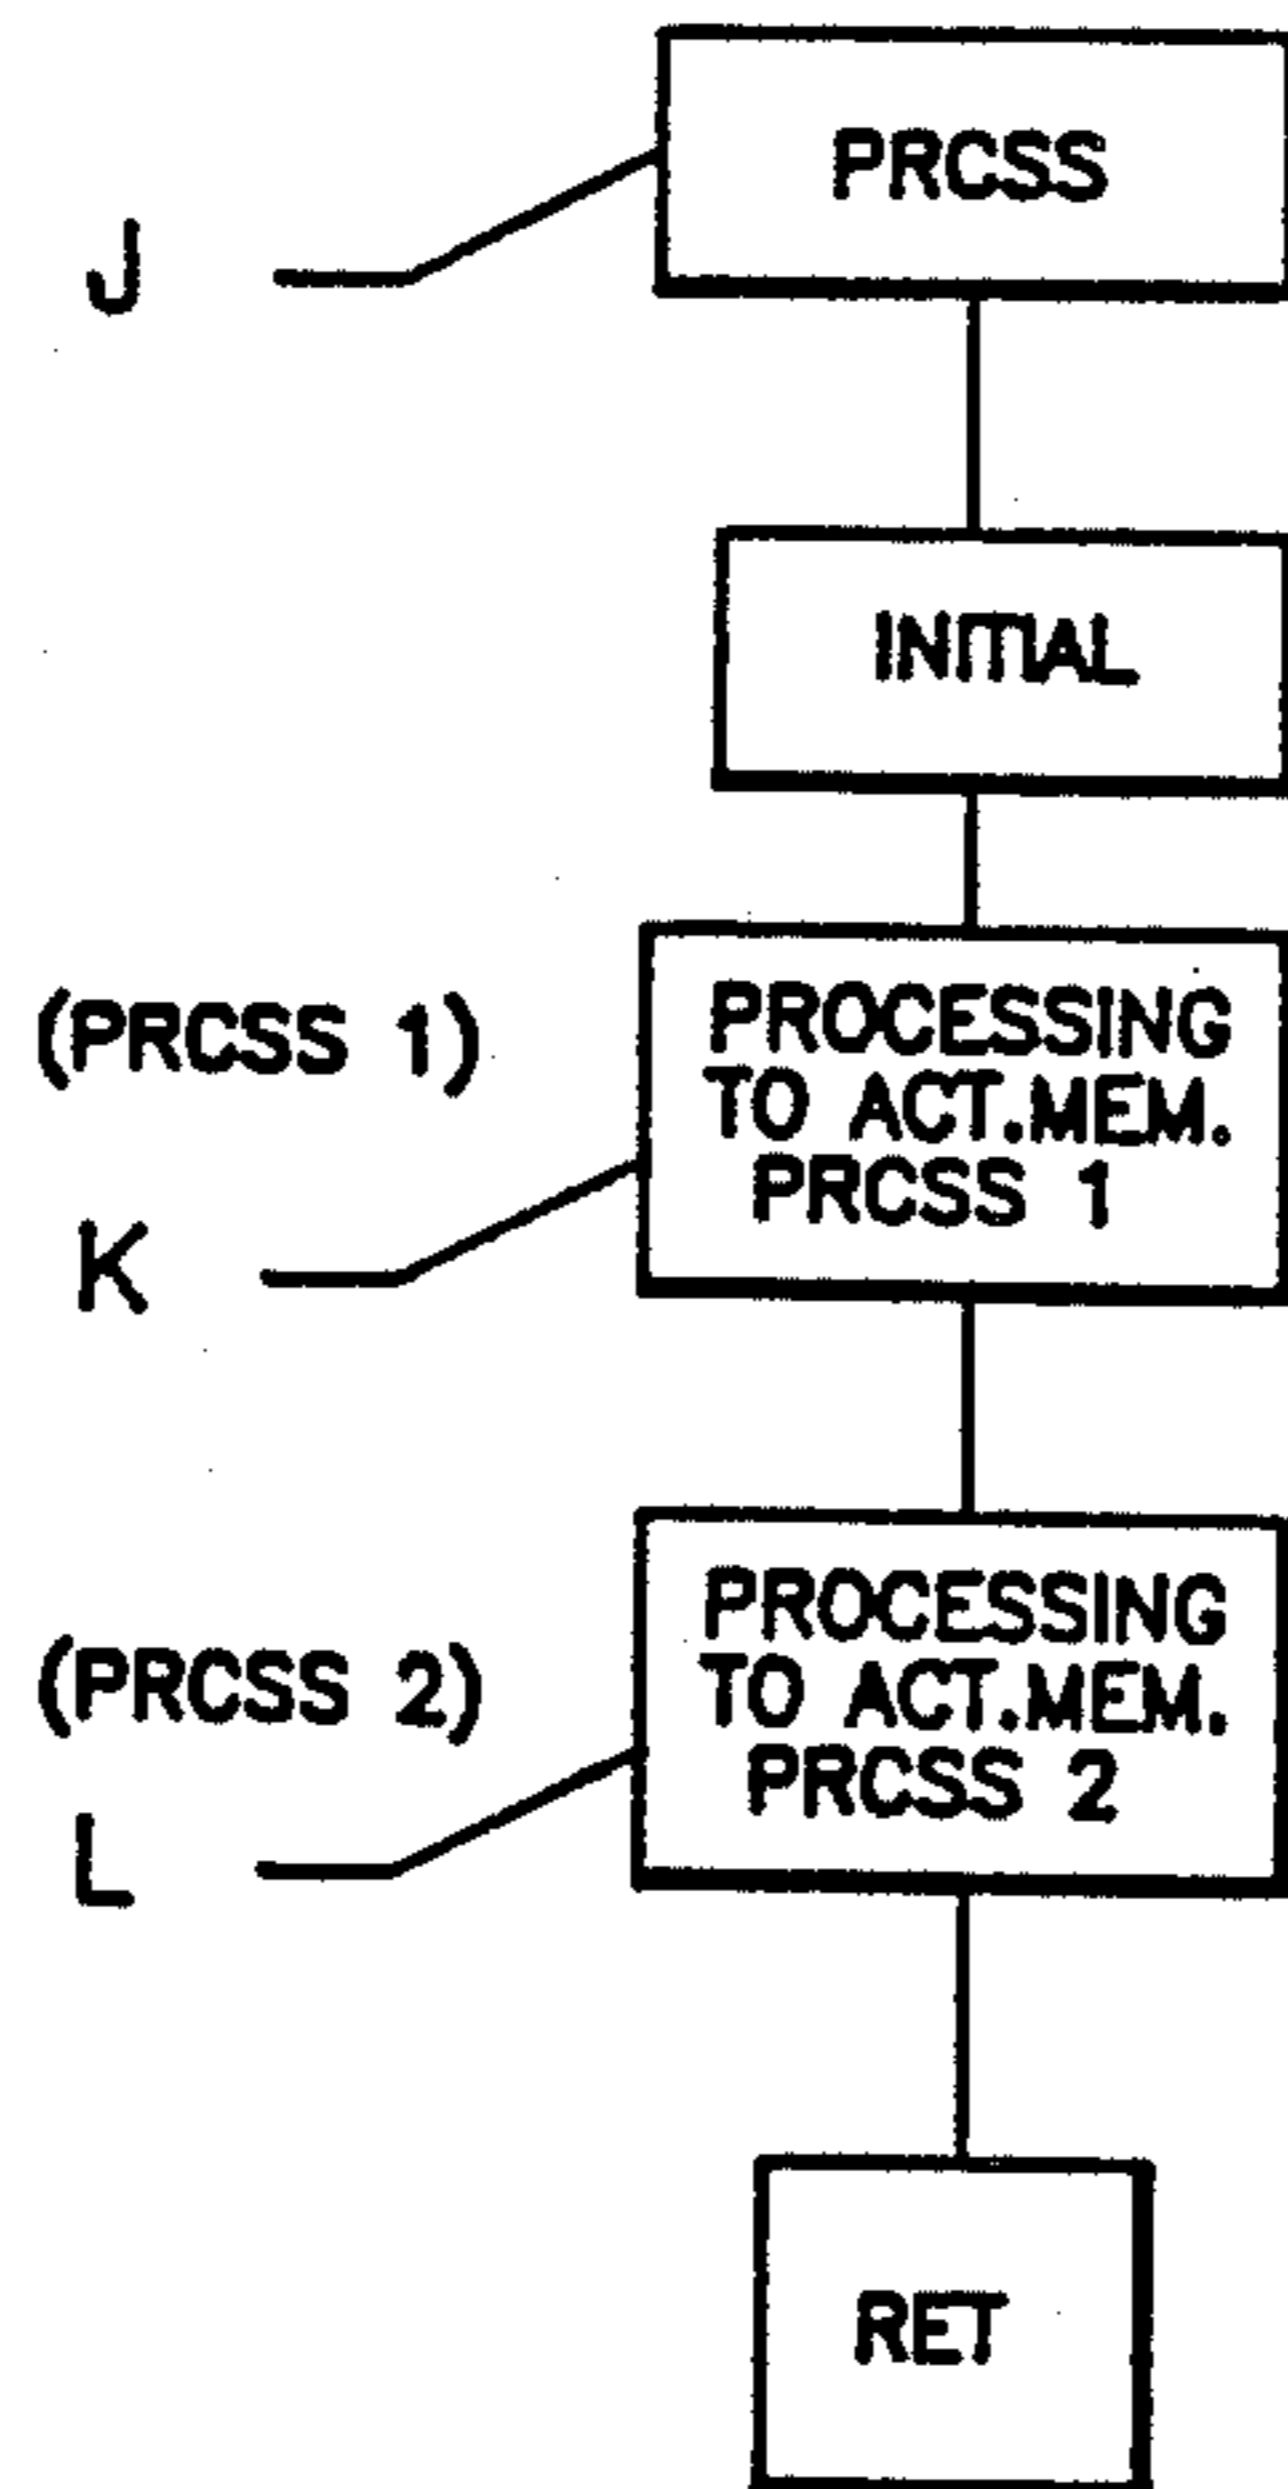 PRCSS
J
INITIAL
(PRCSS 1)
PROCESSING
TO ACT.MEM.
PRCSS 1
K
(PRCSS 2)
PROCESSING
TO ACT.MEM.
PRCSS 2
L
RET